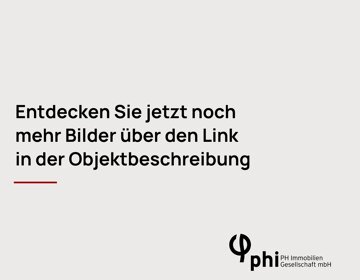 Entdecken Sie jetzt noch
mehr Bilder über den Link
in der Objektbeschreibung
phi
PH Immobilien
Gesellschaft mbH